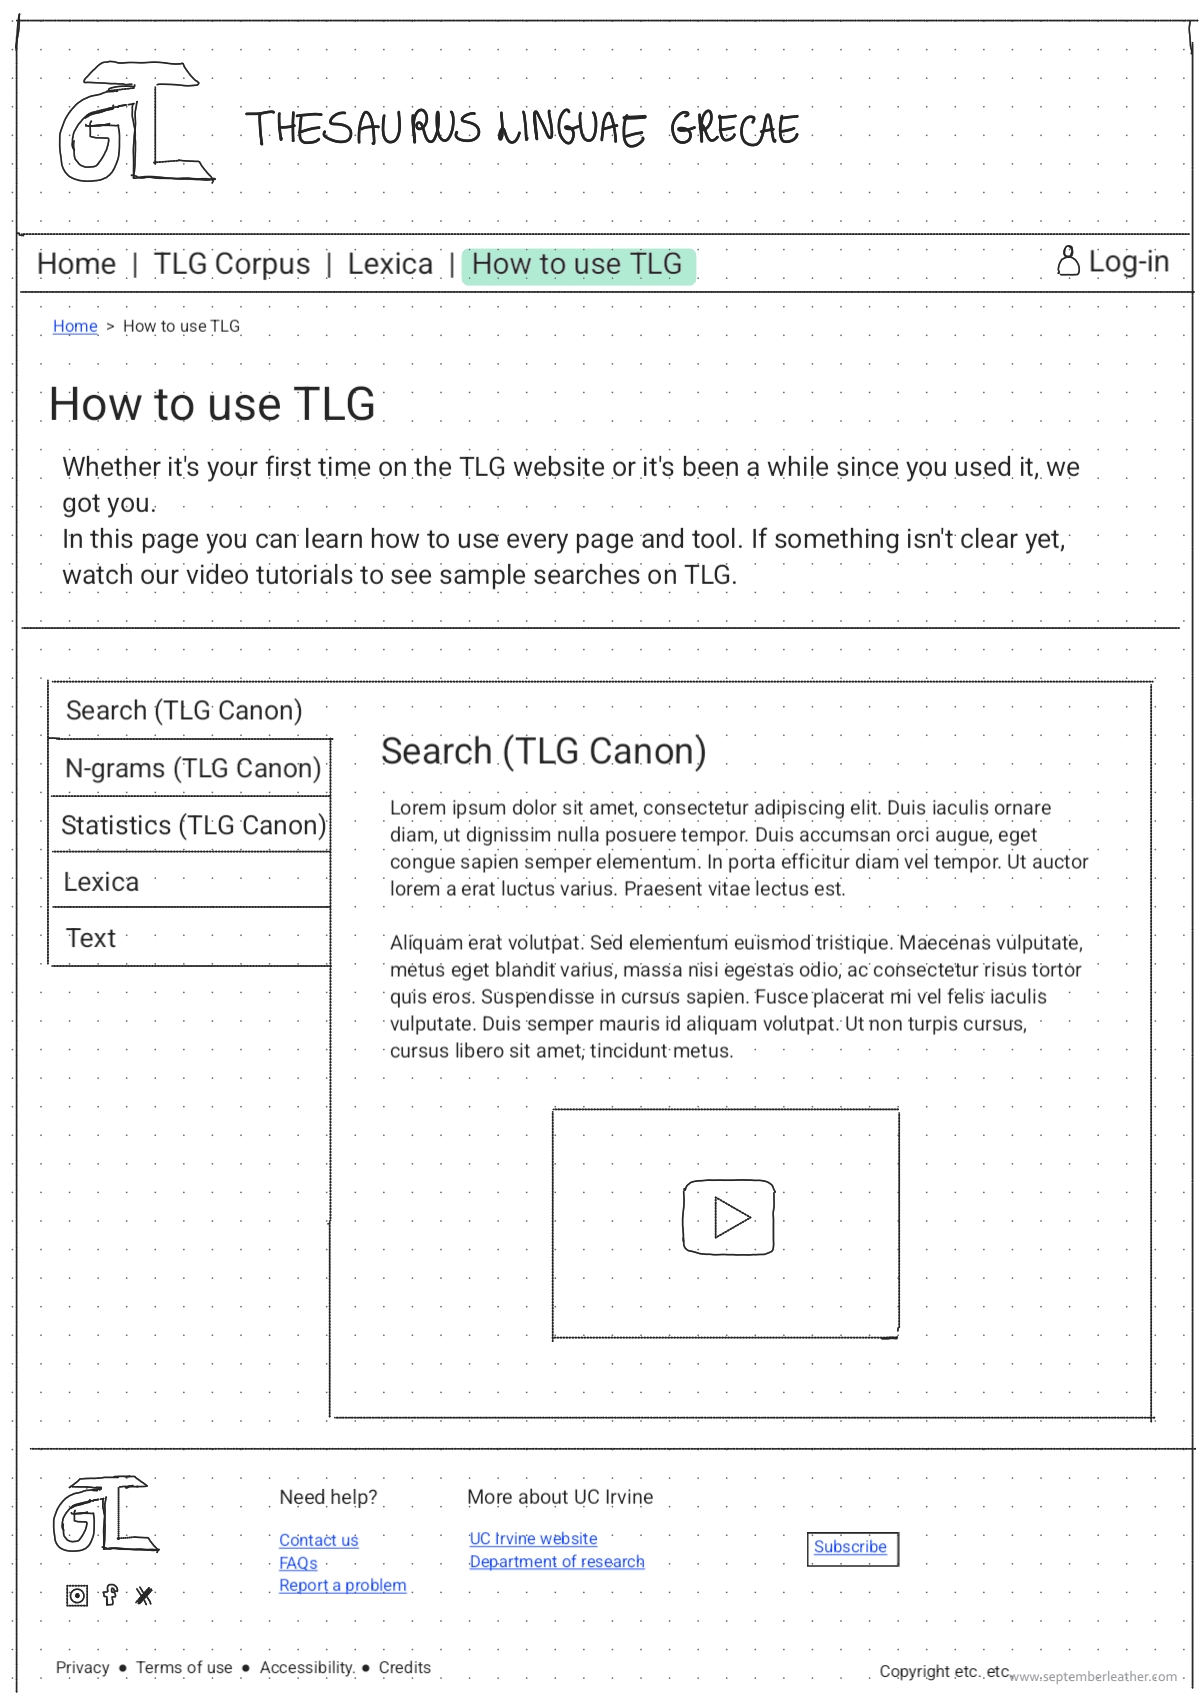 TLG
THESAURUS LINGUAE GRECAE
Home | TLG Corpus | Lexica | How to use TLG
Log-in
Home > How to use TLG
How to use TLG
Whether it's your first time on the TLG website or it's been a while since you used it, we
got you.
In this page you can learn how to use every page and tool. If something isn't clear yet,
watch our video tutorials to see sample searches on TLG.
Search (TLG Canon)
N-grams (TLG Canon)
Statistics (TLG Canon)
Lexica
Text
Search (TLG Canon)
Lorem ipsum dolor sit amet, consectetur adipiscing elit. Duis iaculis ornare
diam, ut dignissim nulla posuere tempor. Duis accumsan orci augue, eget
congue sapien semper elementum. In porta efficitur diam vel tempor. Ut auctor
lorem a erat luctus varius. Praesent vitae lectus est.
Aliquam erat volutpat. Sed elementum euismod tristique. Maecenas vulputate,
metus eget blandit varius, massa nisi egestas odio, ac consectetur risus tortor
quis eros. Suspendisse in cursus sapien. Fusce placerat mi vel felis iaculis
vulputate. Duis semper mauris id aliquam volutpat. Ut non turpis cursus,
cursus libero sit amet, tincidunt metus.
TLG
Need help?
Contact us
FAQs
Report a problem
More about UC Irvine
UC Irvine website
Department of research
Subscribe
Privacy ● Terms of use ● Accessibility. ● Credits
Copyright etc. etc.
www.septemberleather.com